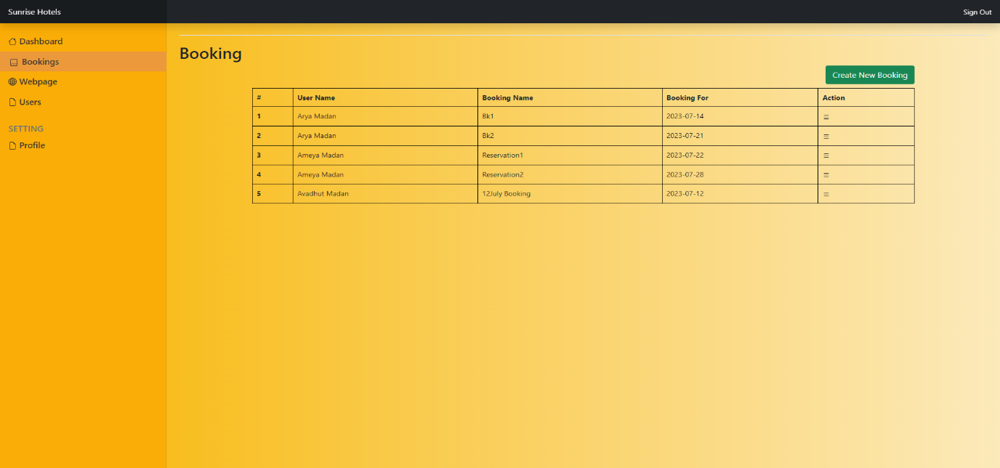 Sunrise Hotels Sign Out
Dashboard
Bookings
Webpage
Users
SETTING
Profile
Booking
Create New Booking
# User Name Booking Name Booking For Action
1 Arya Madan Bk1 2023-07-14
2 Arya Madan Bk2 2023-07-21
3 Ameya Madan Reservation1 2023-07-22
4 Ameya Madan Reservation2 2023-07-28
5 Avadhut Madan 12July Booking 2023-07-12